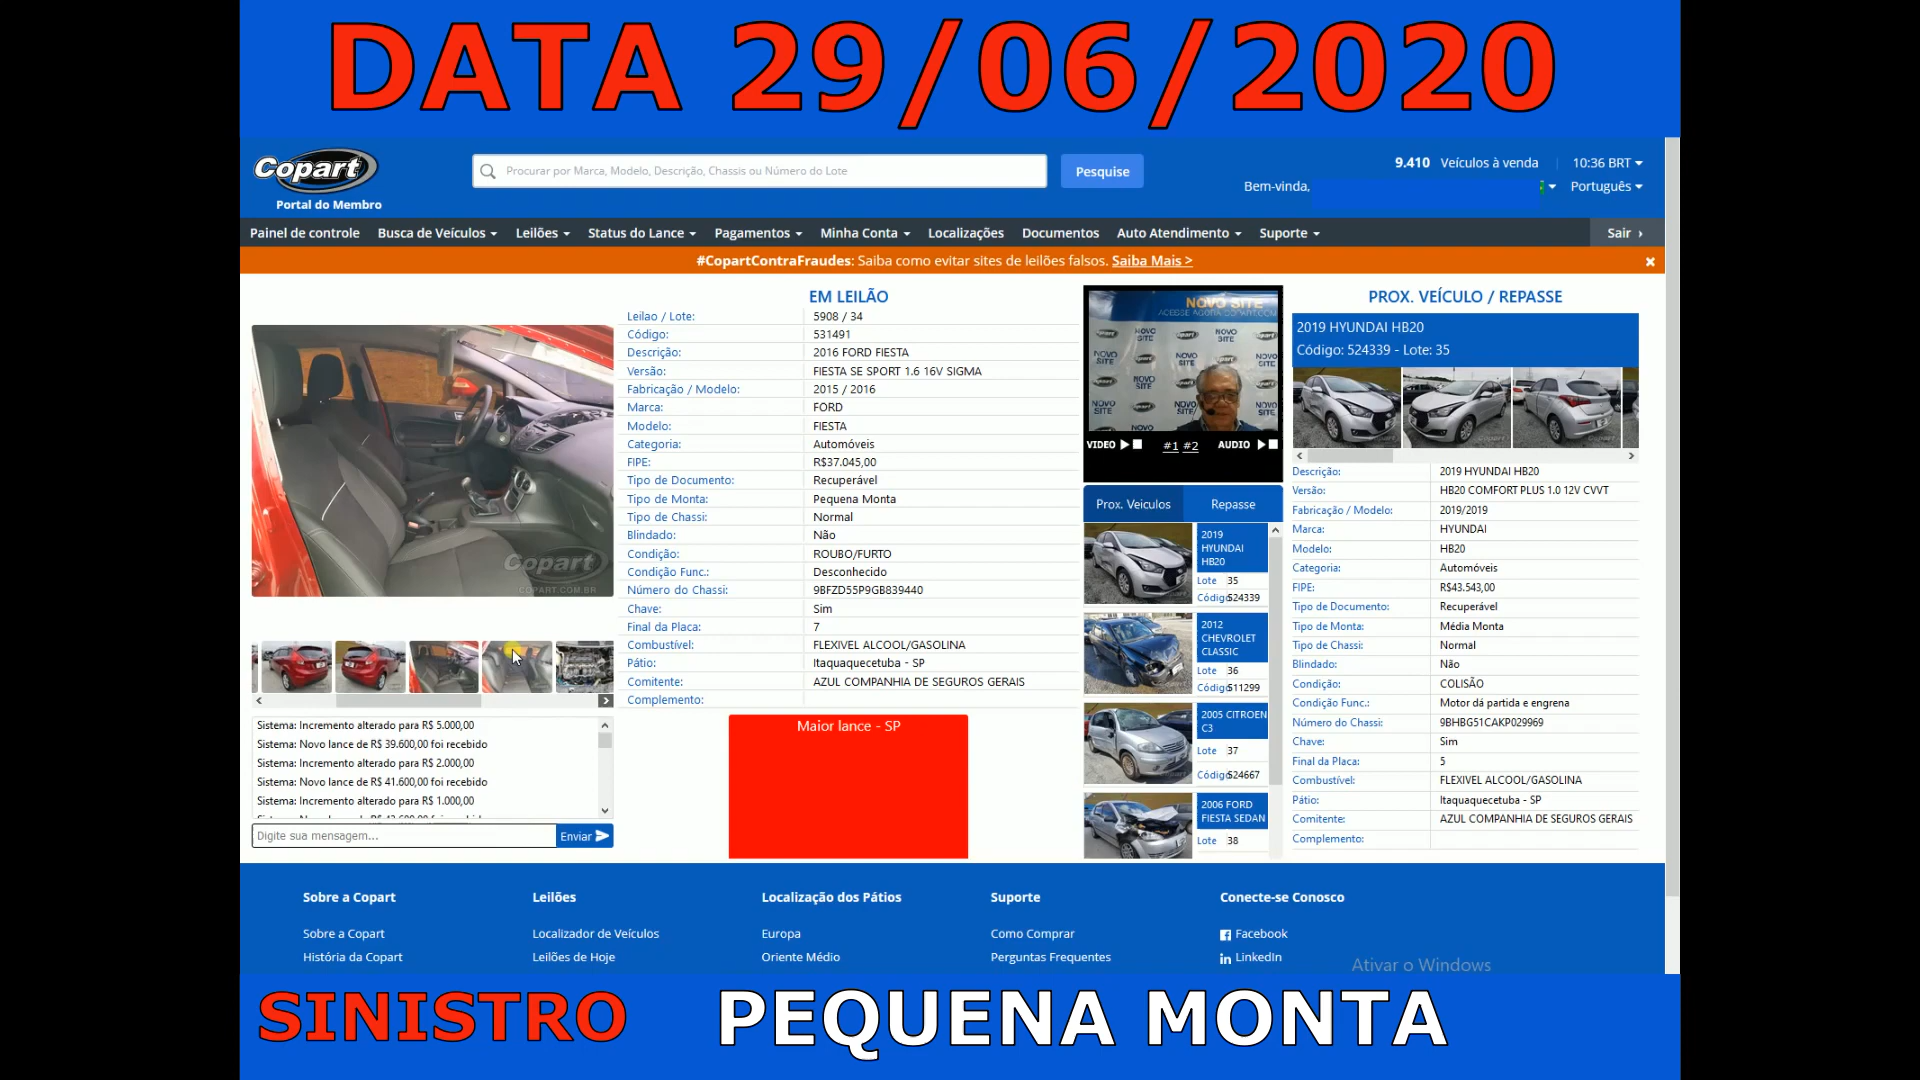 DATA 29/06/2020
Copart
Portal do Membro
Procurar por Marca, Modelo, Descrição, Chassis ou Número do Lote
Pesquise
9.410 Veículos à venda
10:36 BRT
Bem-vinda,
Português
Painel de controle
Busca de Veículos
Leilões
Status do Lance
Pagamentos
Minha Conta
Localizações
Documentos
Auto Atendimento
Suporte
Sair
#CopartContraFraudes: Saiba como evitar sites de leilões falsos. Saiba Mais >
Copart
COPART.COM.BR
Sistema: Incremento alterado para R$ 5.000,00
Sistema: Novo lance de R$ 39.600,00 foi recebido
Sistema: Incremento alterado para R$ 2.000,00
Sistema: Novo lance de R$ 41.600,00 foi recebido
Sistema: Incremento alterado para R$ 1.000,00
Digite sua mensagem...
Enviar
EM LEILÃO
Leilao / Lote: 5908 / 34
Código: 531491
Descrição: 2016 FORD FIESTA
Versão: FIESTA SE SPORT 1.6 16V SIGMA
Fabricação / Modelo: 2015 / 2016
Marca: FORD
Modelo: FIESTA
Categoria: Automóveis
FIPE: R$37.045,00
Tipo de Documento: Recuperável
Tipo de Monta: Pequena Monta
Tipo de Chassi: Normal
Blindado: Não
Condição: ROUBO/FURTO
Condição Func.: Desconhecido
Número do Chassi: 9BFZD55P9GB839440
Chave: Sim
Final da Placa: 7
Combustível: FLEXIVEL ALCOOL/GASOLINA
Pátio: Itaquaquecetuba - SP
Comitente: AZUL COMPANHIA DE SEGUROS GERAIS
Complemento:
Maior lance - SP
NOVO SITE
ACESSE AGORA COPART.COM
VIDEO
#1 #2
AUDIO
Prox. Veiculos
Repasse
2019
HYUNDAI
HB20
Lote 35
Códig 524339
2012
CHEVROLET
CLASSIC
Lote 36
Códig 511299
2005 CITROEN
C3
Lote 37
Códig 524667
2006 FORD
FIESTA SEDAN
Lote 38
PROX. VEÍCULO / REPASSE
2019 HYUNDAI HB20
Código: 524339 - Lote: 35
Descrição: 2019 HYUNDAI HB20
Versão: HB20 COMFORT PLUS 1.0 12V CVVT
Fabricação / Modelo: 2019/2019
Marca: HYUNDAI
Modelo: HB20
Categoria: Automóveis
FIPE: R$43.543,00
Tipo de Documento: Recuperável
Tipo de Monta: Média Monta
Tipo de Chassi: Normal
Blindado: Não
Condição: COLISÃO
Condição Func.: Motor dá partida e engrena
Número do Chassi: 9BHBG51CAKP029969
Chave: Sim
Final da Placa: 5
Combustível: FLEXIVEL ALCOOL/GASOLINA
Pátio: Itaquaquecetuba - SP
Comitente: AZUL COMPANHIA DE SEGUROS GERAIS
Complemento:
Sobre a Copart
Sobre a Copart
História da Copart
Leilões
Localizador de Veículos
Leilões de Hoje
Localização dos Pátios
Europa
Oriente Médio
Suporte
Como Comprar
Perguntas Frequentes
Conecte-se Conosco
Facebook
LinkedIn
Ativar o Windows
SINISTRO PEQUENA MONTA